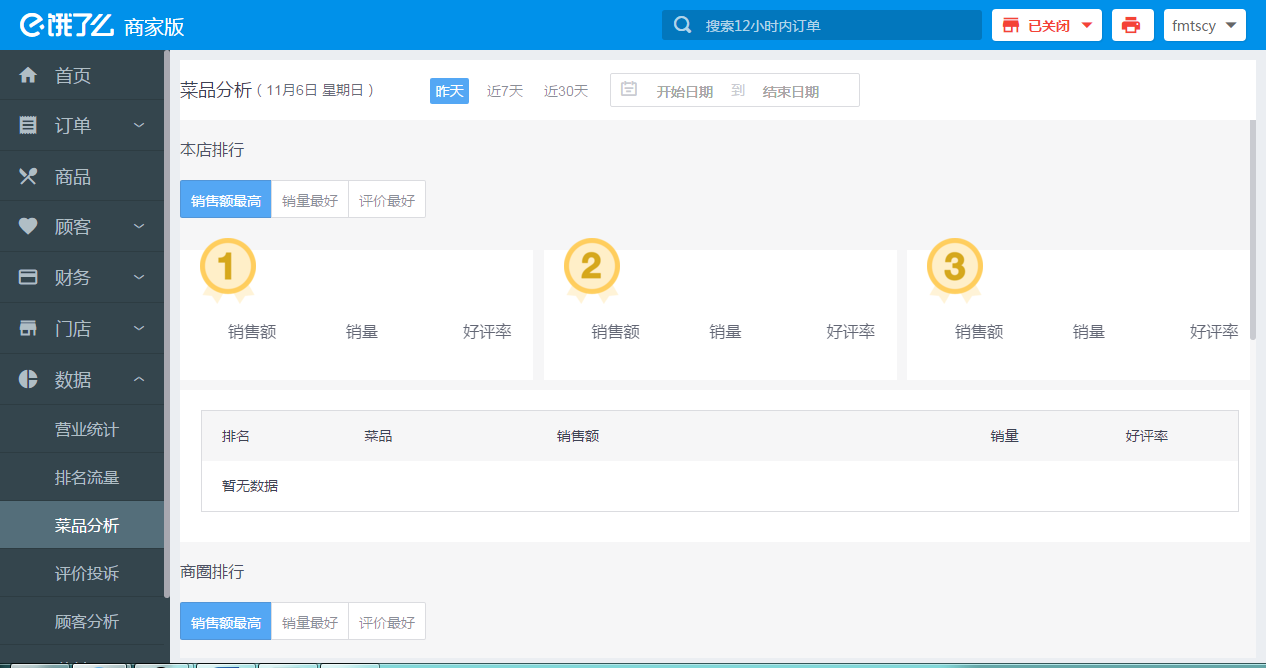 饿了么 商家版
搜索12小时内订单
已关闭
fmtscy
首页
订单
商品
顾客
财务
门店
数据
营业统计
排名流量
菜品分析
评价投诉
顾客分析
菜品分析 ( 11月6日 星期日 )
昨天 近7天 近30天 开始日期 到 结束日期
本店排行
销售额最高 销量最好 评价最好
1 2 3
销售额 销量 好评率 销售额 销量 好评率 销售额 销量 好评率
排名 菜品 销售额 销量 好评率
暂无数据
商圈排行
销售额最高 销量最好 评价最好